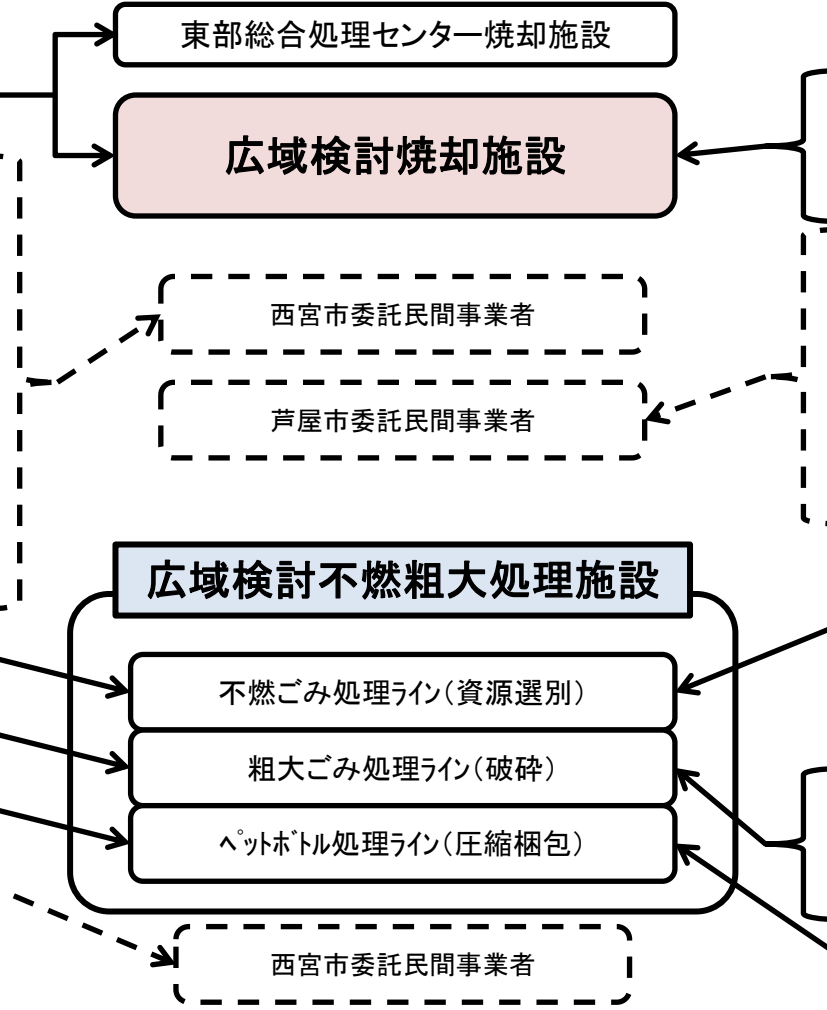 東部総合処理センター焼却施設
広域検討焼却施設
西宮市委託民間事業者
芦屋市委託民間事業者
広域検討不燃粗大処理施設
不燃ごみ処理ﾗｲﾝ（資源選別）
粗大ごみ処理ﾗｲﾝ（破砕）
ﾍﾟｯﾄﾎﾞﾄﾙ処理ﾗｲﾝ（圧縮梱包）
西宮市委託民間事業者